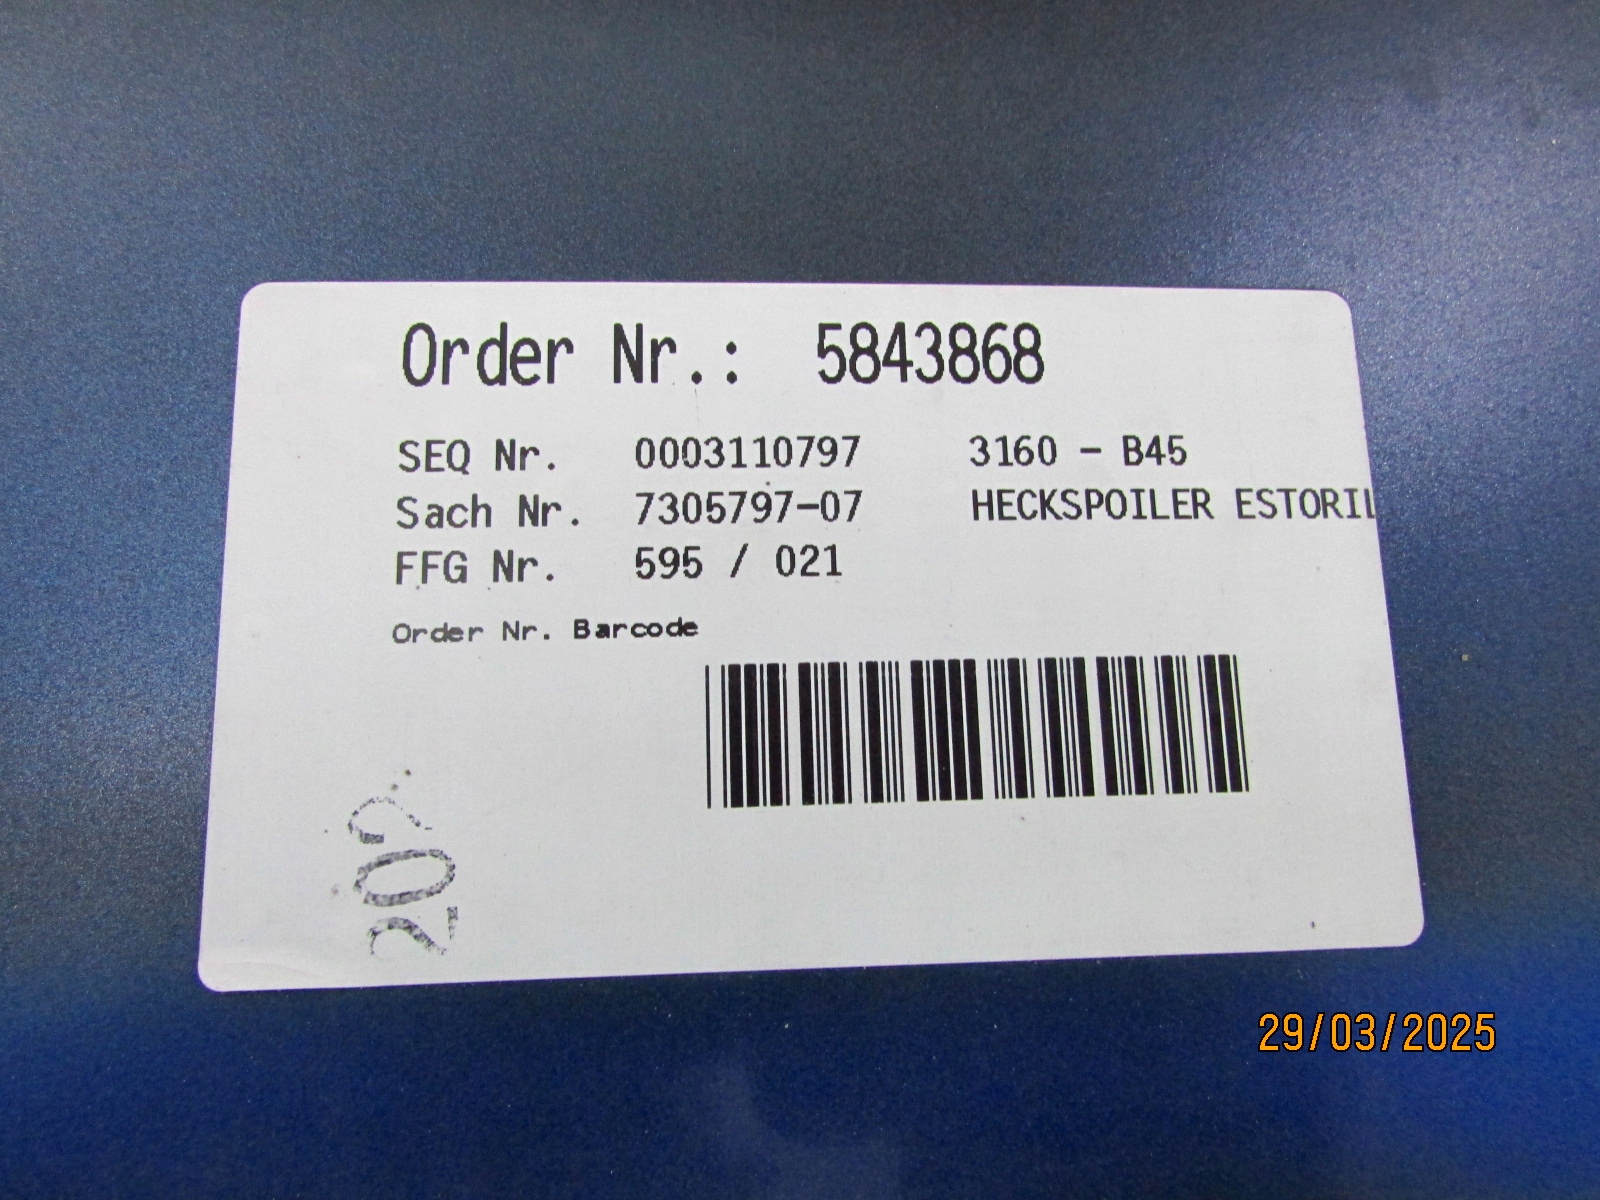 Order Nr.: 5843868
SEQ Nr. 0003110797 3160 - B45
Sach Nr. 7305797-07 HECKSPOILER ESTORIL
FFG Nr. 595 / 021
Order Nr. Barcode
202
29/03/2025